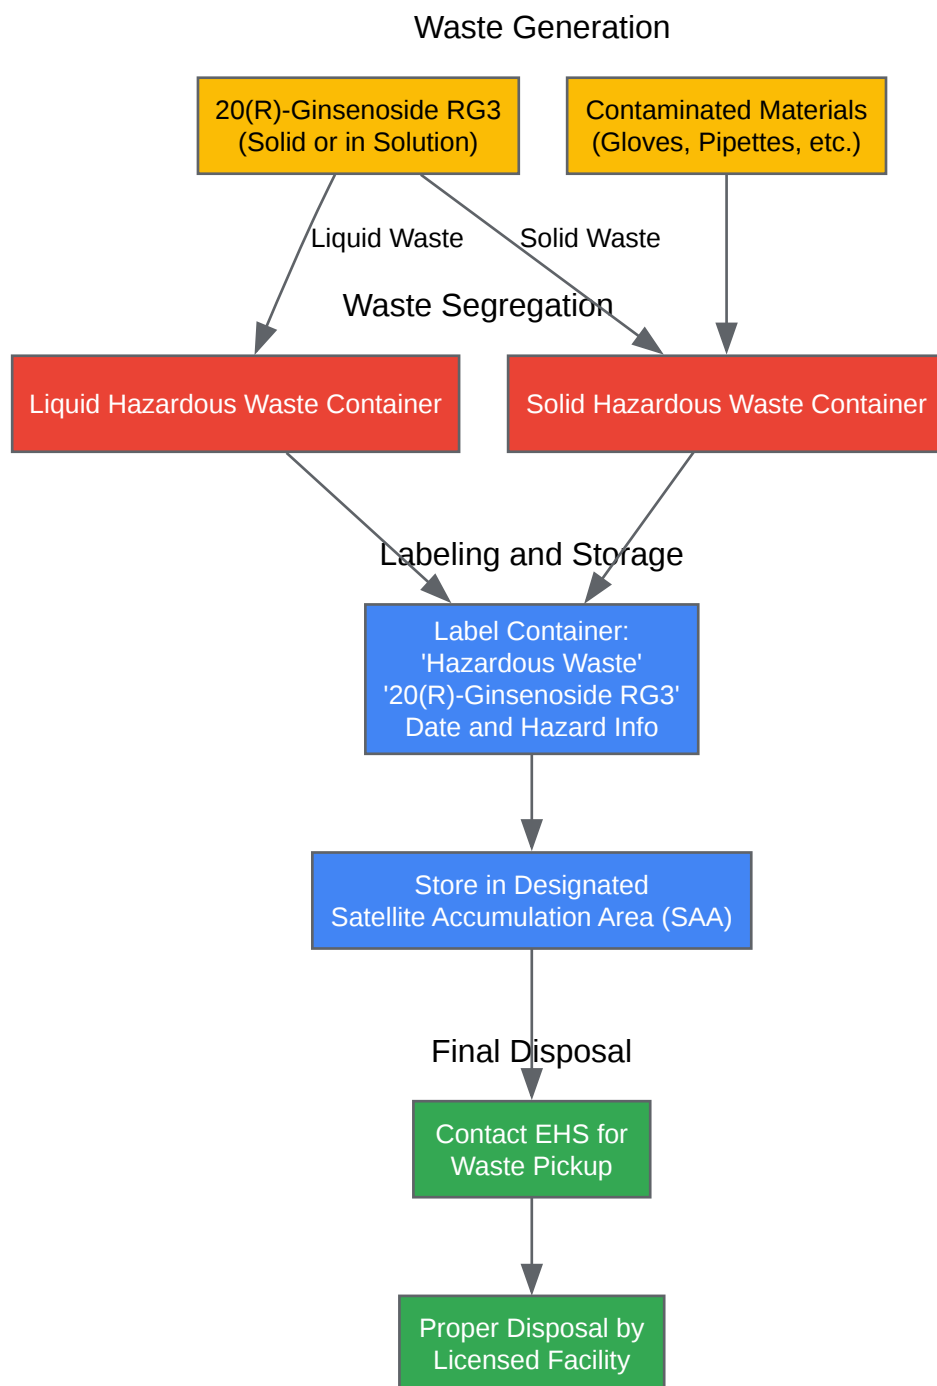 Waste Generation
20(R)-Ginsenoside RG3
(Solid or in Solution)
Contaminated Materials
(Gloves, Pipettes, etc.)
Liquid Waste
Solid Waste
Waste Segregation
Liquid Hazardous Waste Container
Solid Hazardous Waste Container
Labeling and Storage
Label Container:
'Hazardous Waste'
'20(R)-Ginsenoside RG3'
Date and Hazard Info
Store in Designated
Satellite Accumulation Area (SAA)
Final Disposal
Contact EHS for
Waste Pickup
Proper Disposal by
Licensed Facility